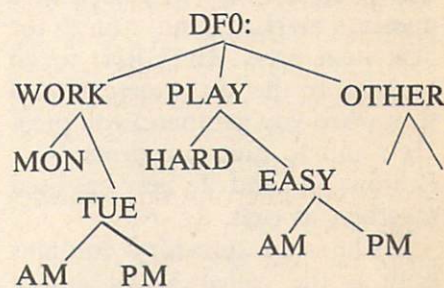 DF0:
WORK PLAY OTHER
MON HARD
EASY
TUE
AM PM
AM PM